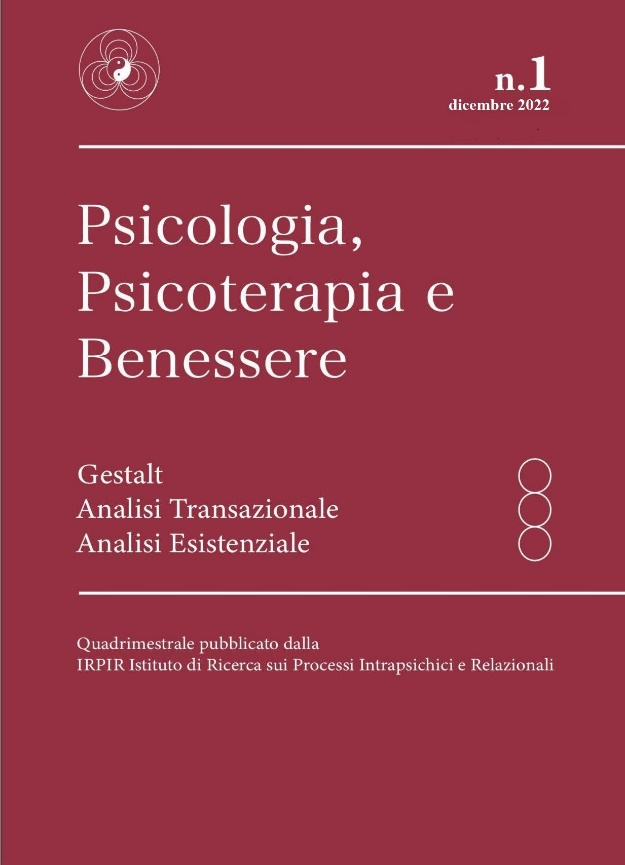 n.1
dicembre 2022
Psicologia,
Psicoterapia e
Benessere
Gestalt
Analisi Transazionale
Analisi Esistenziale
Quadrimestrale pubblicato dalla
IRPIR Istituto di Ricerca sui Processi Intrapsichici e Relazionali